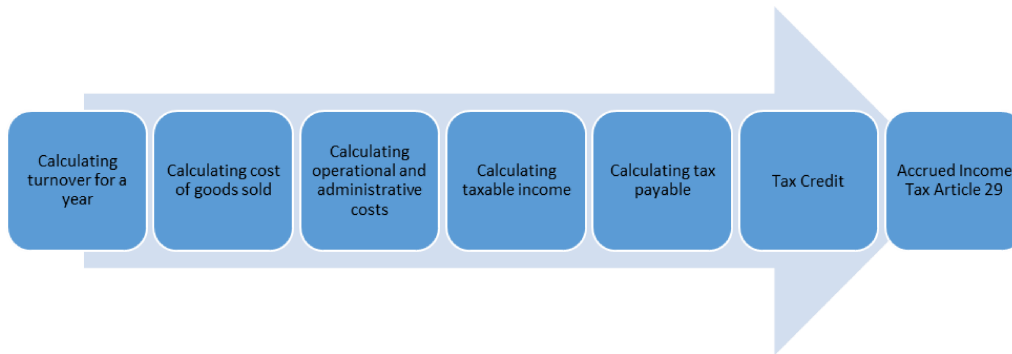 Calculating
turnover for a
year
Calculating cost
of goods sold
Calculating
operational and
administrative
costs
Calculating
taxable income
Calculating tax
payable
Tax Credit
Accrued Income
Tax Article 29